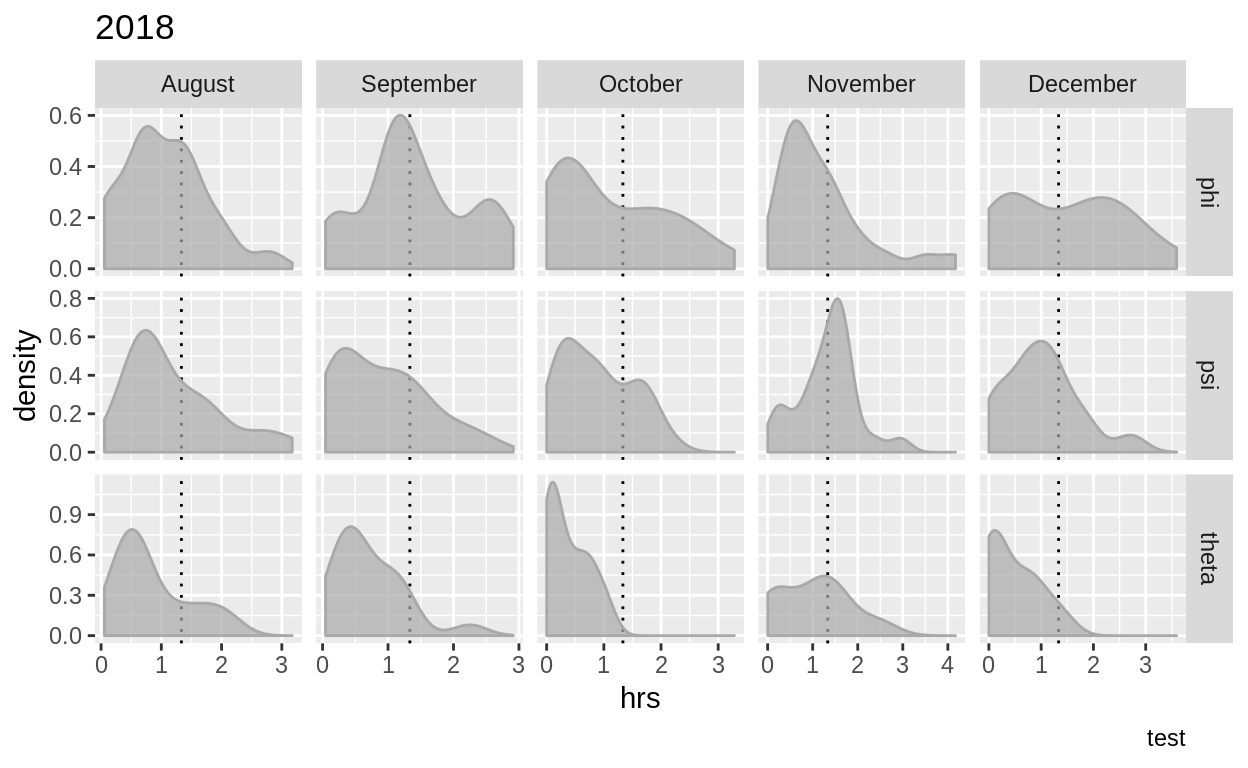 2018
August September October November December
0.6
0.4
0.2
0.0
phi
0.8
0.6
0.4
0.2
0.0
psi
0.9
0.6
0.3
0.0
theta
density
0 1 2 3 0 1 2 3 0 1 2 3 0 1 2 3 4 0 1 2 3
hrs
test